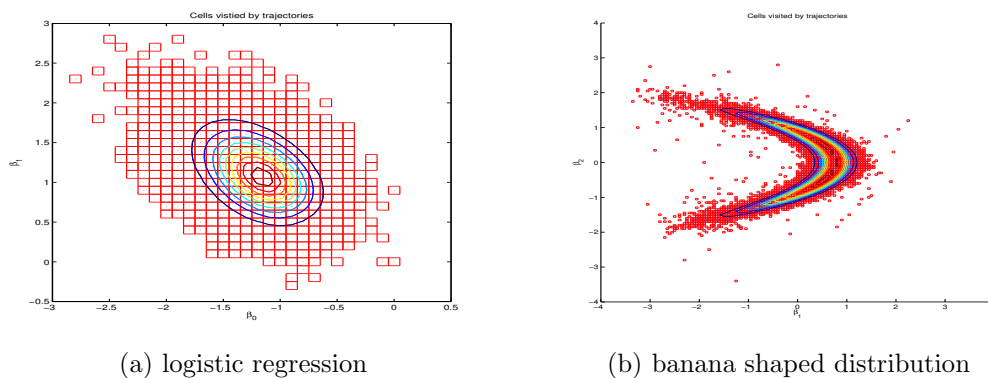 Cells vistied by trajectories
3
2.5
2
1.5
1
0.5
0
−0.5
β1
−3 −2.5 −2 −1.5 −1 −0.5 0 0.5
β0
(a) logistic regression
Cells visited by trajectories
4
3
2
1
0
−1
−2
−3
−4
β2
−4 −3 −2 −1 0 1 2 3
β1
(b) banana shaped distribution